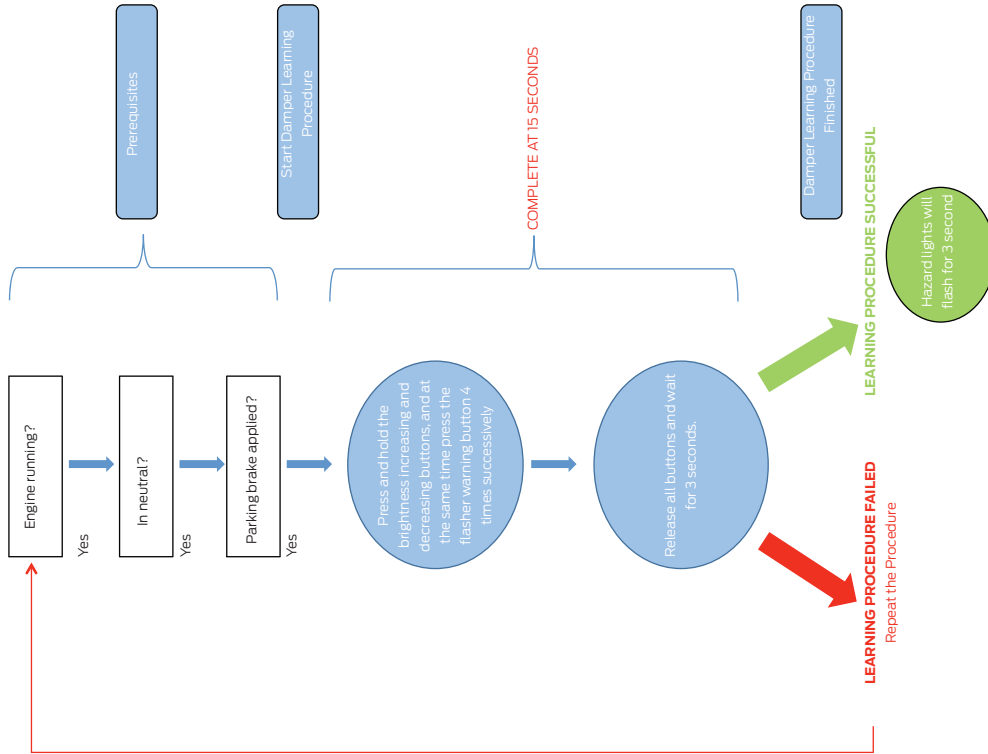 Engine running?
Yes
In neutral?
Yes
Parking brake applied?
Yes
Prerequisites
Start Damper Learning
Procedure
Press and hold the
brightness increasing and
decreasing buttons, and at
the same time press the
flasher warning button 4
times successively
Release all buttons and wait
for 3 seconds.
COMPLETE AT 15 SECONDS
Damper Learning Procedure
Finished
LEARNING PROCEDURE FAILED
Repeat the Procedure
LEARNING PROCEDURE SUCCESSFUL
Hazard lights will
flash for 3 second